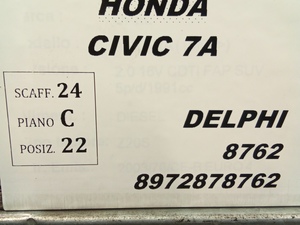 HONDA
CIVIC 7A
SCAFF. 24
PIANO C
POSIZ. 22
DELPHI
8762
8972878762